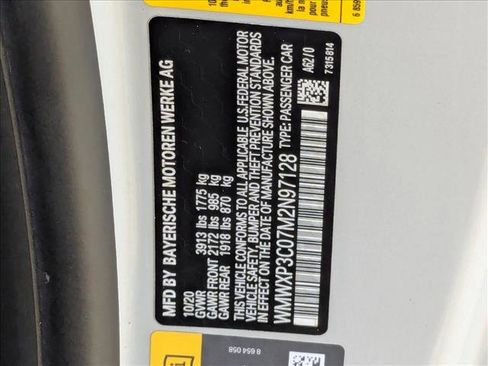 MFD BY BAYERISCHE MOTOREN WERKE AG
10/20
GVWR 3913 lbs 1775 kg
GAWR FRONT 2172 lbs 985 kg
GAWR REAR 1918 lbs 870 kg
THIS VEHICLE CONFORMS TO ALL APPLICABLE U.S.FEDERAL MOTOR
VEHICLE SAFETY, BUMPER AND THEFT PREVENTION STANDARDS
IN EFFECT ON THE DATE OF MANUFACTURE SHOWN ABOVE.
WMWXP3C07M2N97128 TYPE: PASSENGER CAR
A62/0
7315814
8 654 058